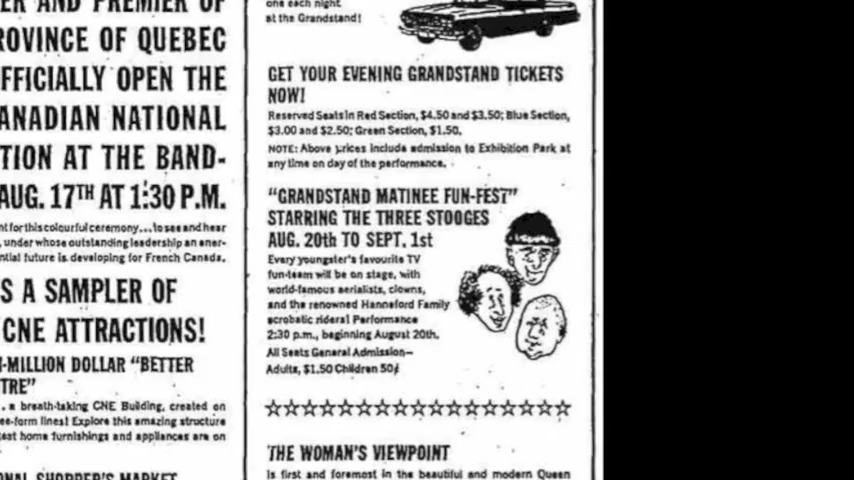 ER AND PREMIER OF
ROVINCE OF QUEBEC
FFICIALLY OPEN THE
ANADIAN NATIONAL
TION AT THE BAND-
AUG. 17TH AT 1:30 P.M.
nt for this colourful ceremony...to see and hear
, under whose outstanding leadership an ener-
ntial future is developing for French Canada.
S A SAMPLER OF
CNE ATTRACTIONS!
-MILLION DOLLAR "BETTER
TRE"
. a breath-taking CNE Building, created on
ee-form lines! Explore this amazing structure
eat home furnishings and appliances are on
NAL SHOPPER'S MARKET
one each night
at the Grandstand!
GET YOUR EVENING GRANDSTAND TICKETS
NOW!
Reserved Seats in Red Section, $4.50 and $3.50; Blue Section,
$3.00 and $2.50; Green Section, $1.50.
NOTE: Above prices include admission to Exhibition Park at
any time on day of the performance.
"GRANDSTAND MATINEE FUN-FEST"
STARRING THE THREE STOOGES
AUG. 20th TO SEPT. 1st
Every youngster's favourite TV
fun-team will be on stage, with
world-famous aerialists, clowns,
and the renowned Hanneford Family
acrobatic riders! Performance
2:30 p.m., beginning August 20th.
All Seats General Admission—
Adults, $1.50 Children 50¢
☆☆☆☆☆☆☆☆☆☆☆☆☆☆☆☆☆
THE WOMAN'S VIEWPOINT
Is first and foremost in the beautiful and modern Queen